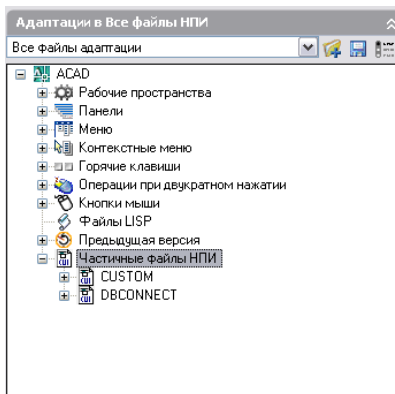 Адаптации в Все файлы НПИ
Все файлы адаптации
ACAD
Рабочие пространства
Панели
Меню
Контекстные меню
Горячие клавиши
Операции при двукратном нажатии
Кнопки мыши
Файлы LISP
Предыдущая версия
Частичные файлы НПИ
CUSTOM
DBCONNECT